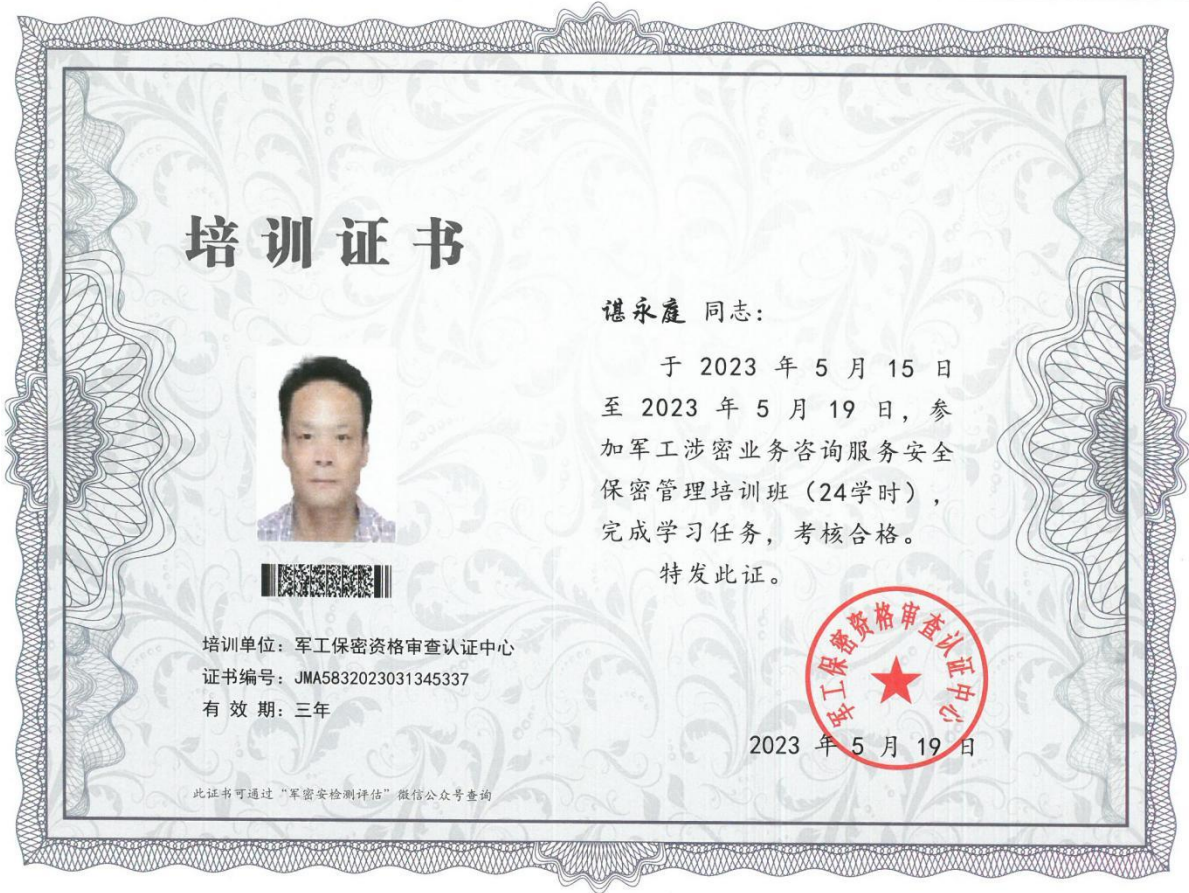 培训证书
谌永庭 同志：
于 2023 年 5 月 15 日
至 2023 年 5 月 19 日，参
加军工涉密业务咨询服务安全
保密管理培训班（24学时），
完成学习任务，考核合格。
特发此证。
培训单位：军工保密资格审查认证中心
证书编号：JMA5832023031345337
有 效 期：三年
军工保密资格审查认证中心
2023 年 5 月 19 日
此证书可通过“军密安检测评估”微信公众号查询